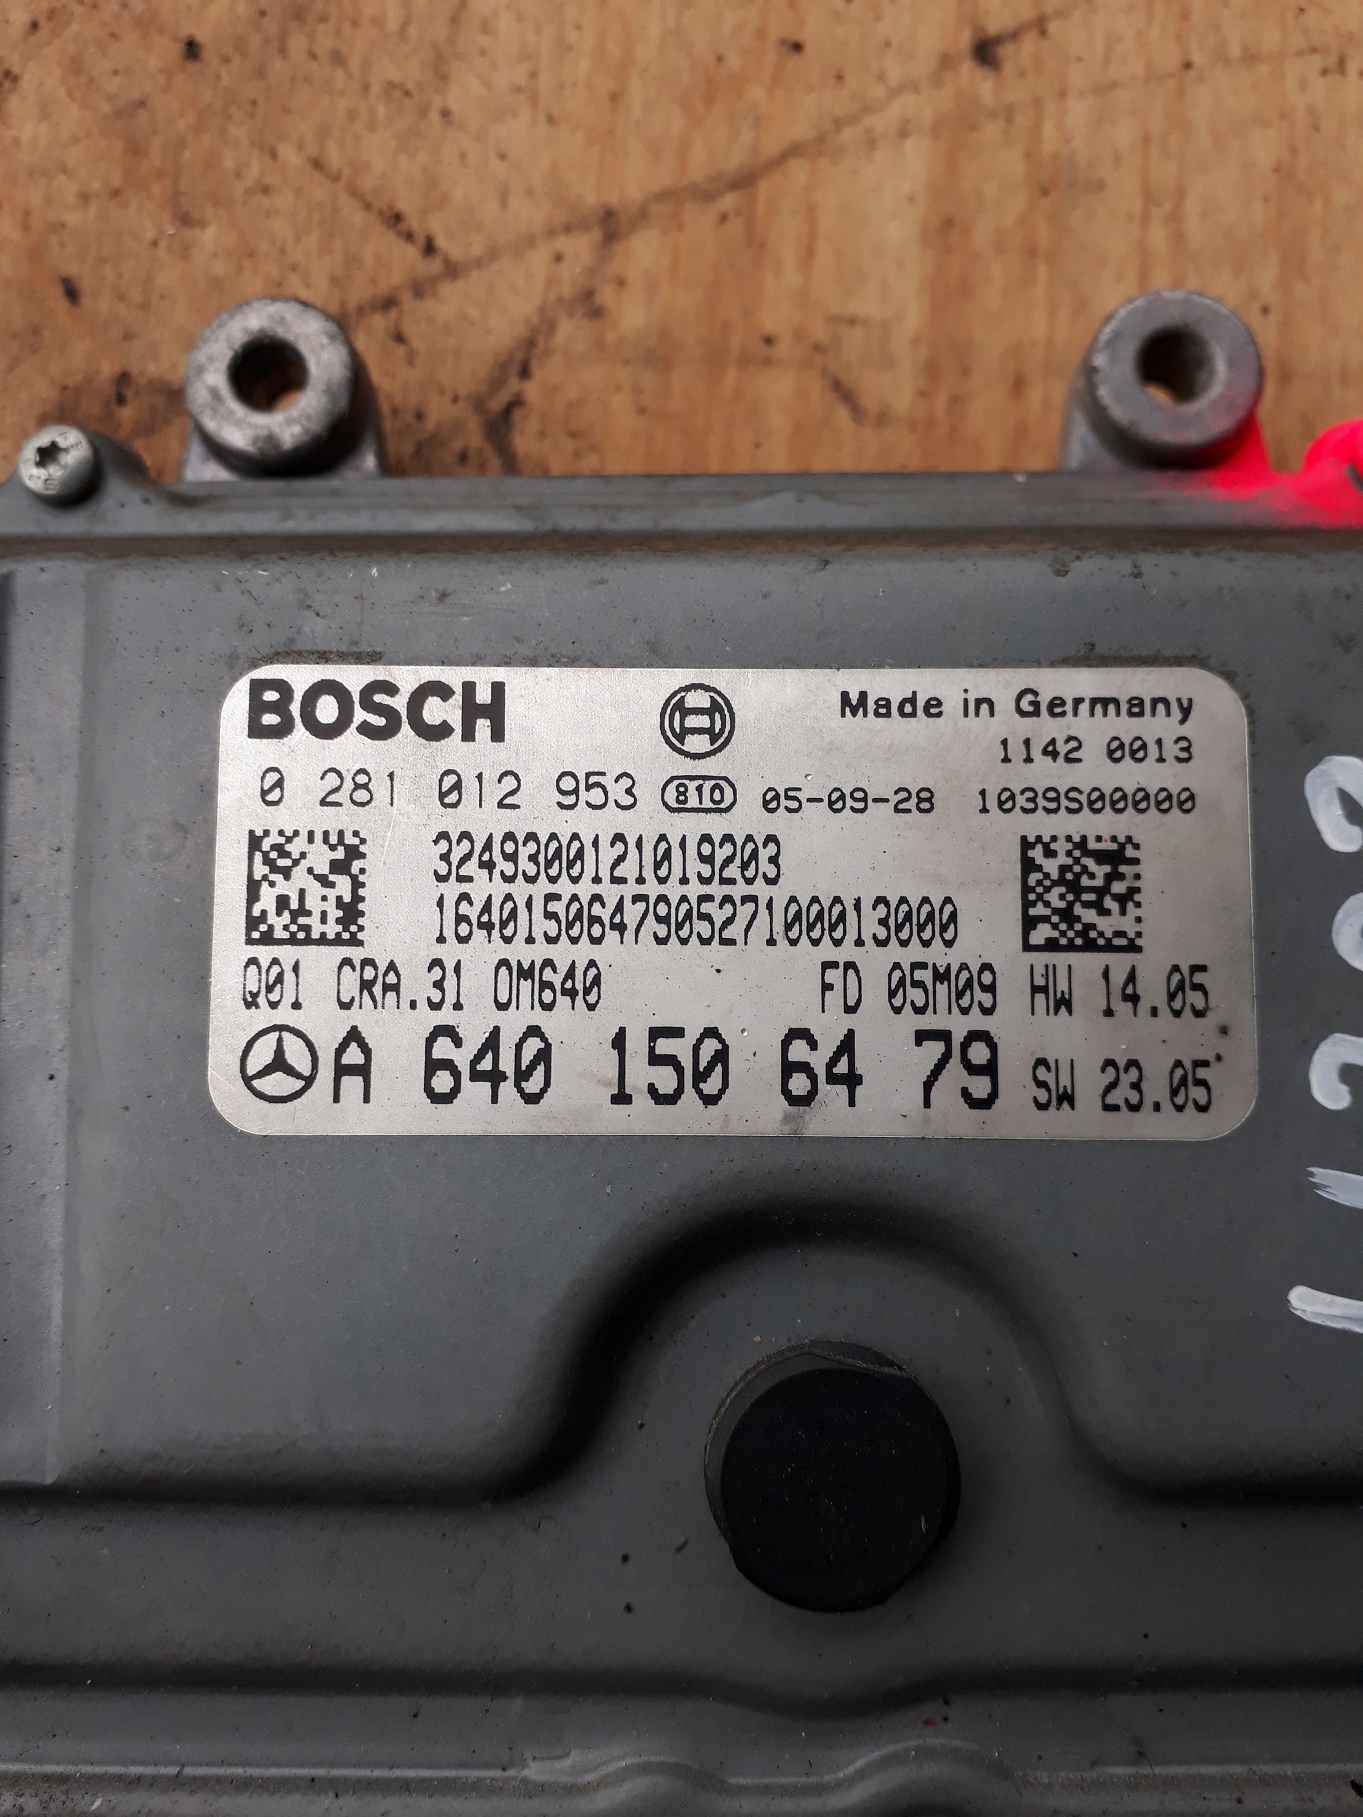 BOSCH Made in Germany
1142 0013
0 281 012 953 810 05-09-28 1039S00000
3249300121019203
164015064790527100013000
Q01 CRA.31 OM640 FD 05M09 HW 14.05
A 640 150 64 79 SW 23.05